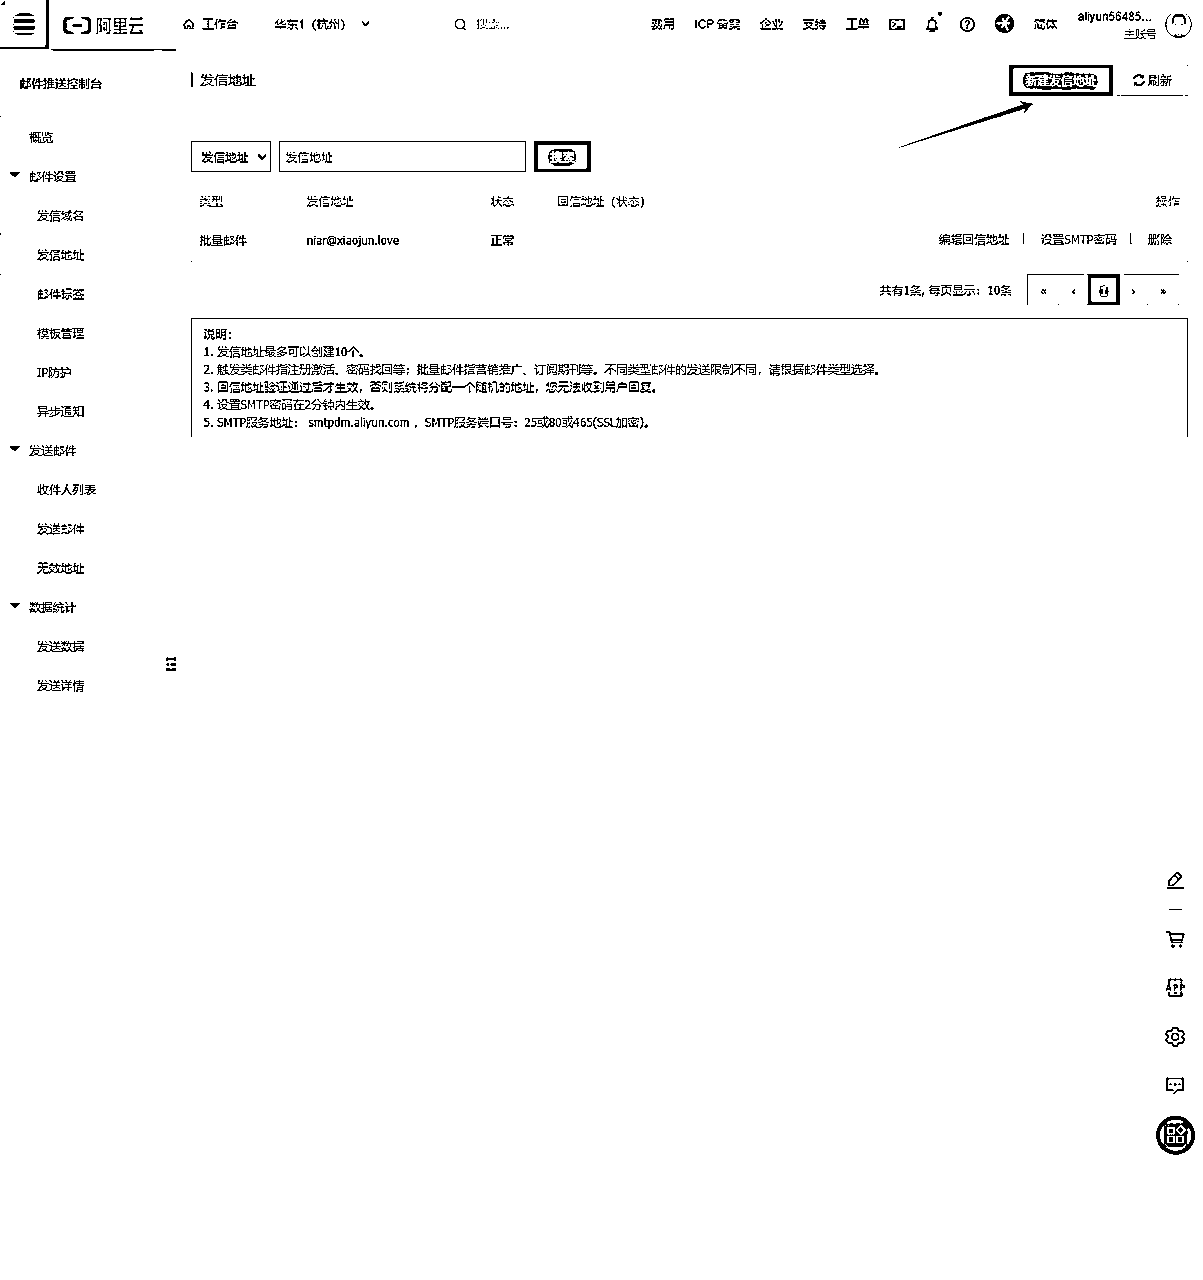 阿里云 工作台 华东1（杭州） 搜索... 费用 ICP 备案 企业 支持 工单 简体 aliyun56485...
主账号
邮件推送控制台
概览
邮件设置
发信域名
发信地址
邮件标签
模板管理
IP防护
异步通知
发送邮件
收件人列表
发送邮件
无效地址
数据统计
发送数据
发送详情
发信地址 新建发信地址 刷新
发信地址 发信地址 搜索
类型 发信地址 状态 回信地址（状态） 操作
批量邮件 niar@xiaojun.love 正常 编辑回信地址 | 设置SMTP密码 | 删除
共有1条, 每页显示：10条 « ‹ 1 › »
说明：
1. 发信地址最多可以创建10个。
2. 触发类邮件指注册激活、密码找回等；批量邮件指营销推广、订阅期刊等。不同类型邮件的发送限制不同，请根据邮件类型选择。
3. 回信地址验证通过后才生效，否则系统将分配一个随机的地址，您无法收到用户回复。
4. 设置SMTP密码在2分钟内生效。
5. SMTP服务地址： smtpdm.aliyun.com ，SMTP服务端口号：25或80或465(SSL加密)。
APP